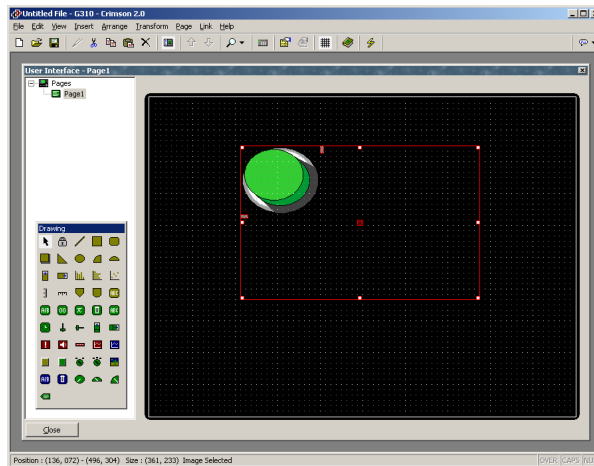 Untitled File - G310 - Crimson 2.0
File Edit View Insert Arrange Transform Page Link Help
User Interface - Page1
Pages
Page1
Drawing
Close
Position : (136, 072) - (496, 304) Size : (361, 233) Image Selected
OVER CAPS